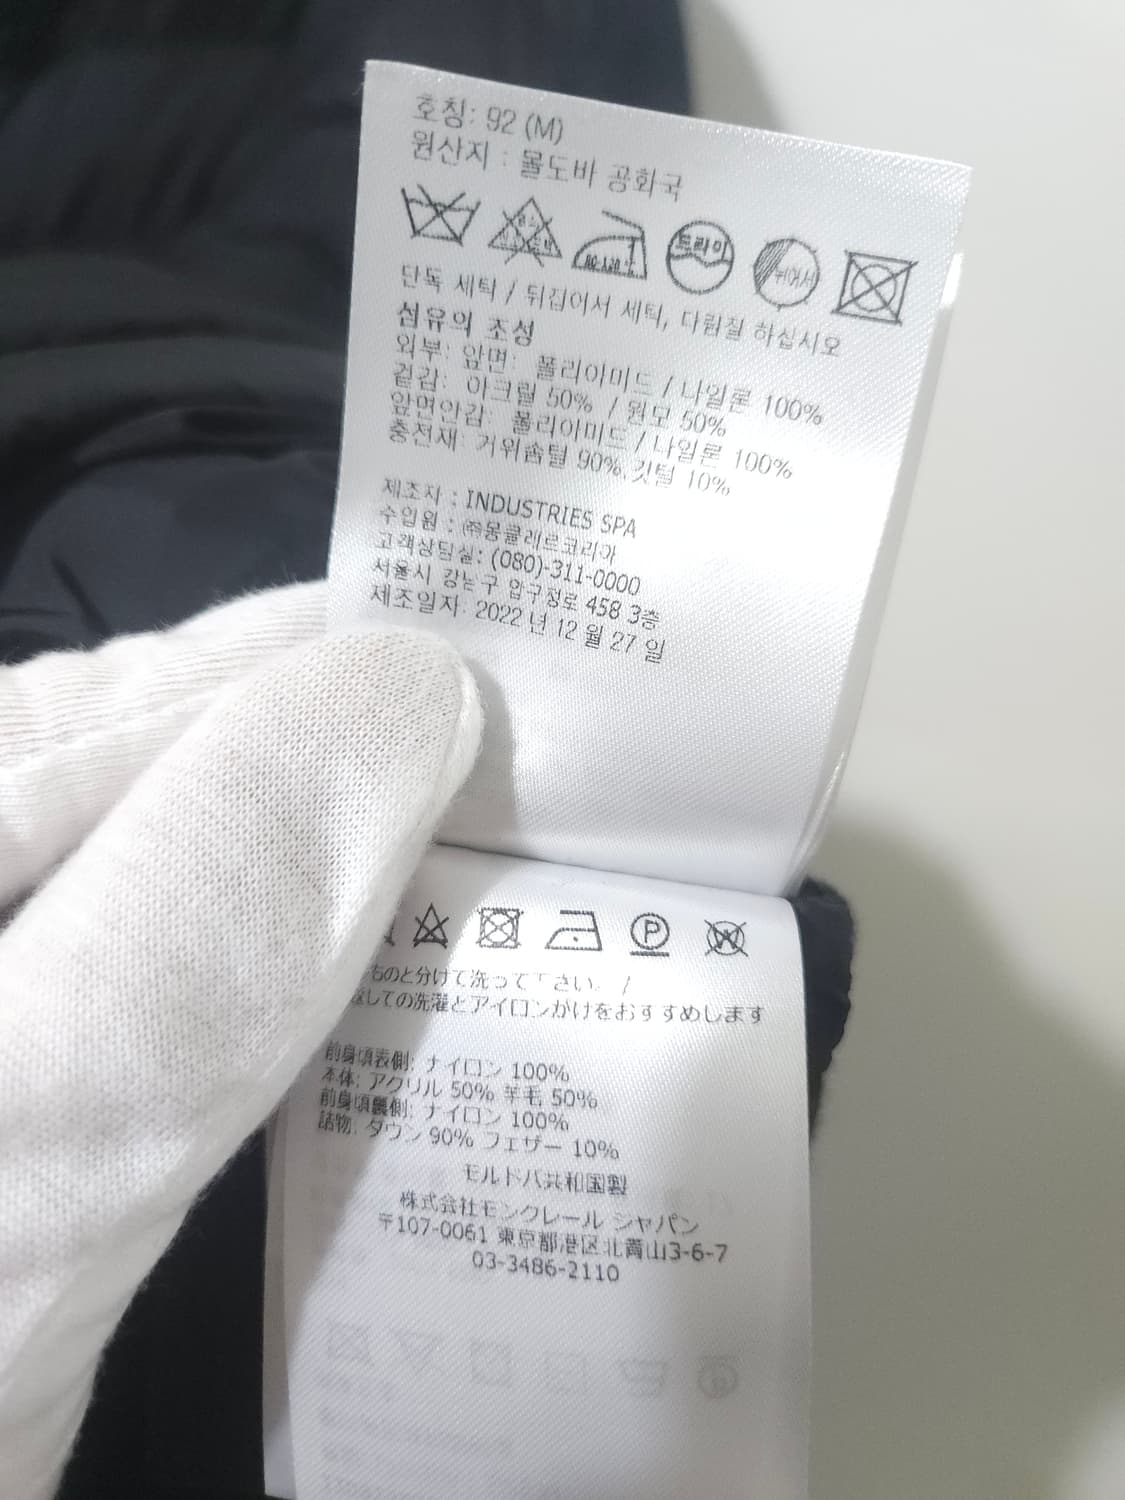 호칭: 92 (M)
원산지 : 몰도바 공화국
80-120
드라이
뉘어서
단독 세탁 / 뒤집어서 세탁, 다림질 하십시오
섬유의 조성
외부: 앞면: 폴리아미드 / 나일론 100%
겉감: 아크릴 50% / 원모 50%
앞면안감: 폴리아미드 / 나일론 100%
충전재: 거위솜털 90%, 깃털 10%
제조자 : INDUSTRIES SPA
수입원 : ㈜몽클레르코리아
고객상담실: (080)-311-0000
서울시 강남구 압구정로 458 3층
제조일자: 2022 년 12 월 27 일
P
W
ものと分けて洗って下さい. /
しての洗濯とアイロンかけをおすすめします
前身頃表側: ナイロン 100%
本体: アクリル 50% 羊毛 50%
前身頃裏側: ナイロン 100%
詰物: ダウン 90% フェザー 10%
モルドバ共和国製
株式会社モンクレール ジャパン
〒107-0061 東京都港区北青山3-6-7
03-3486-2110